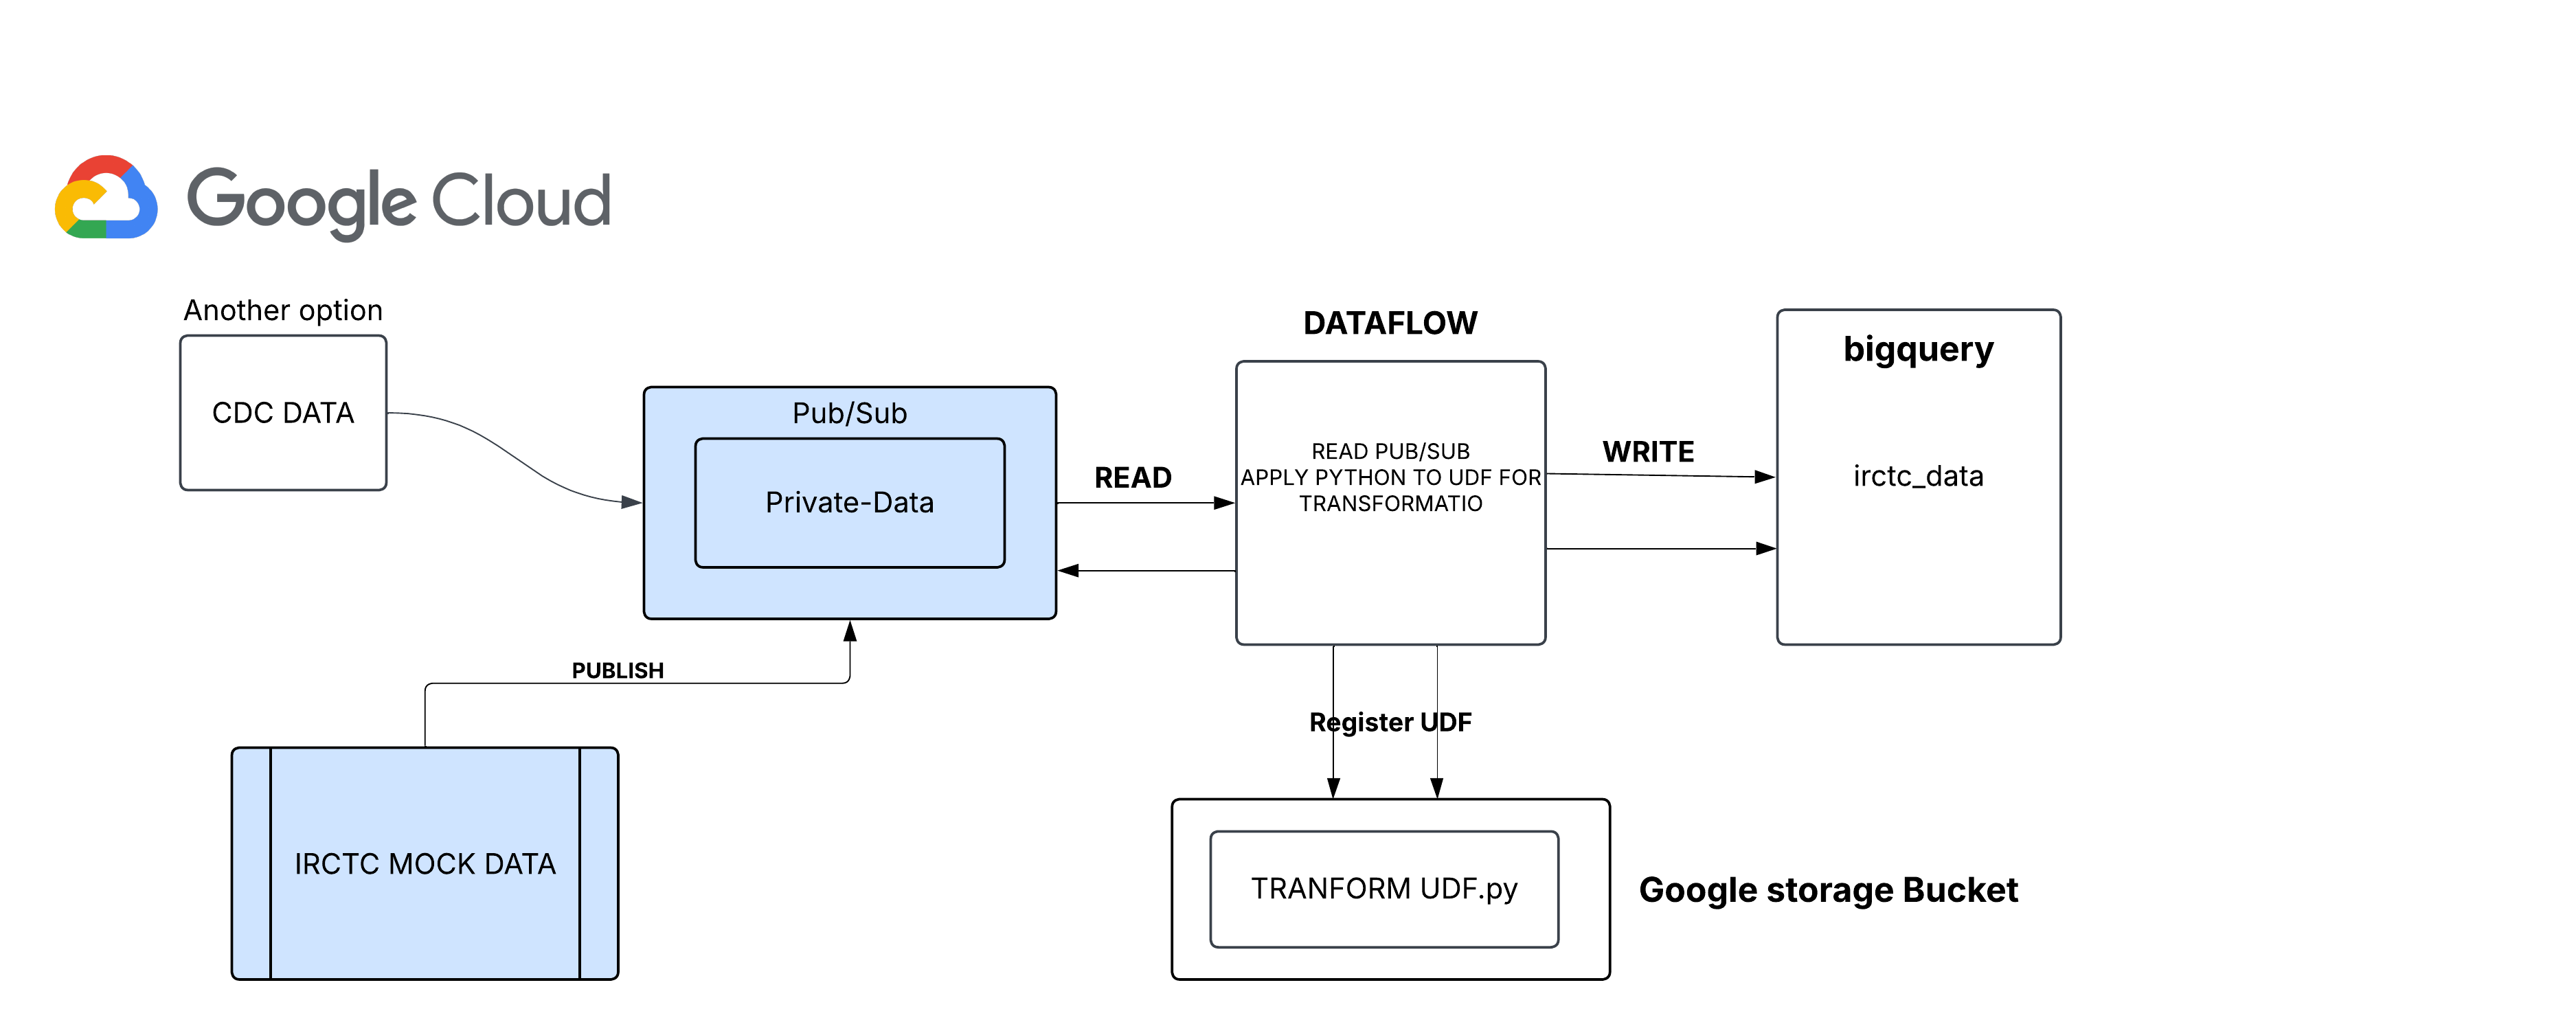 Google Cloud
Another option
CDC DATA
Pub/Sub
Private-Data
PUBLISH
IRCTC MOCK DATA
READ
DATAFLOW
READ PUB/SUB
APPLY PYTHON TO UDF FOR
TRANSFORMATIO
WRITE
bigquery
irctc_data
Register UDF
TRANFORM UDF.py
Google storage Bucket